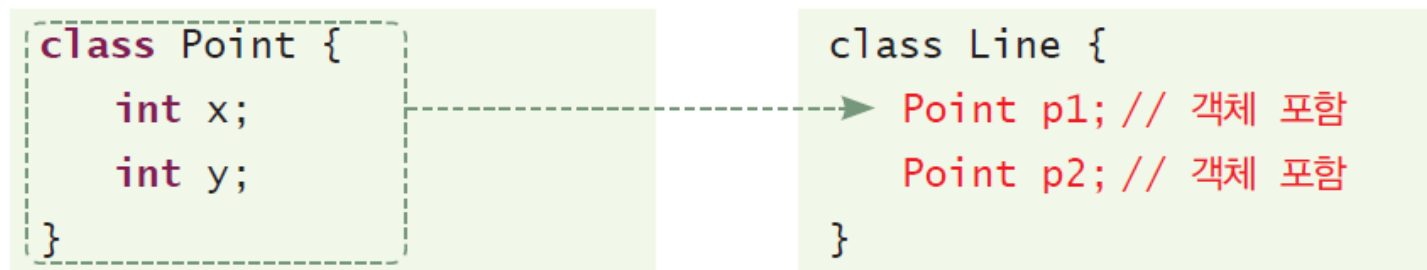 class Point {
int x;
int y;
}
class Line {
Point p1; // 객체 포함
Point p2; // 객체 포함
}